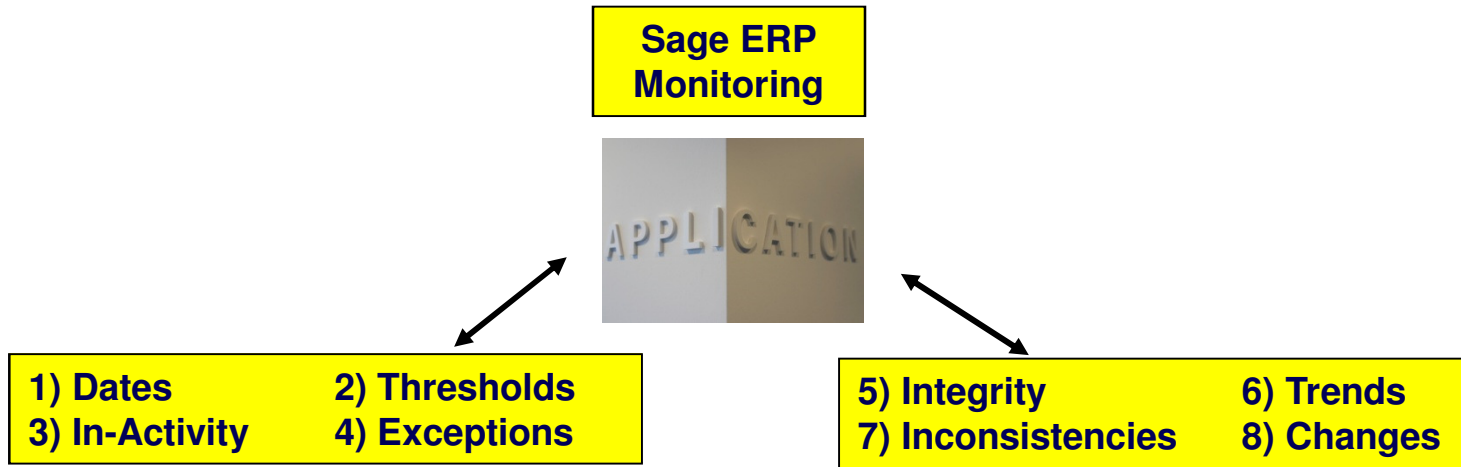 Sage ERP
Monitoring
APPLICATION
1) Dates 2) Thresholds
3) In-Activity 4) Exceptions
5) Integrity 6) Trends
7) Inconsistencies 8) Changes